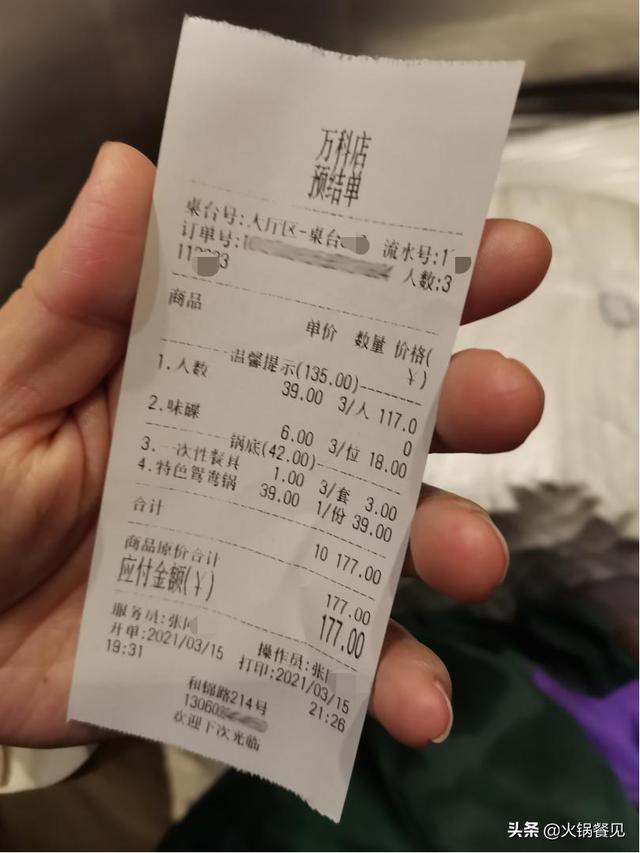 万科店
预结单
桌台号:大厅区-桌台 流水号:1
订单号: 人数:3
商品 单价 数量 价格(¥)
温馨提示(135.00)
1.人数 39.00 3/人 117.00
2.味碟 6.00 3/位 18.00
锅底(42.00)
3.一次性餐具 1.00 3/套 3.00
4.特色鸳鸯锅 39.00 1/份 39.00
合计 10 177.00
商品原价合计 177.00
应付金额(¥) 177.00
服务员:张 操作员:张
开单:2021/03/15 19:31 打印:2021/03/15 21:26
和锦路214号
13060
欢迎下次光临
头条 @火锅餐见